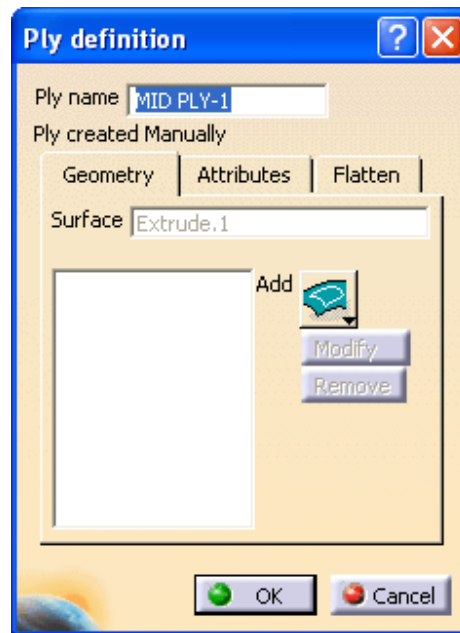 Ply definition
Ply name MID PLY-1
Ply created Manually
Geometry Attributes Flatten
Surface Extrude.1
Add
Modify
Remove
OK Cancel